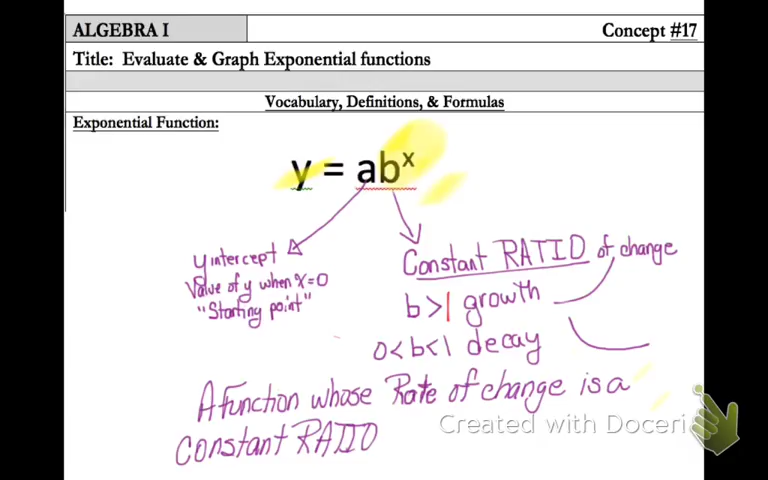 ALGEBRA I
Concept #17
Title: Evaluate & Graph Exponential functions
Vocabulary, Definitions, & Formulas
Exponential Function:
y = abˣ
y intercept
Value of y when x=0
"Starting point"
Constant RATIO of change
b>1 growth
0<b<1 decay
A function whose Rate of change is a
Constant RATIO
Created with Doceri